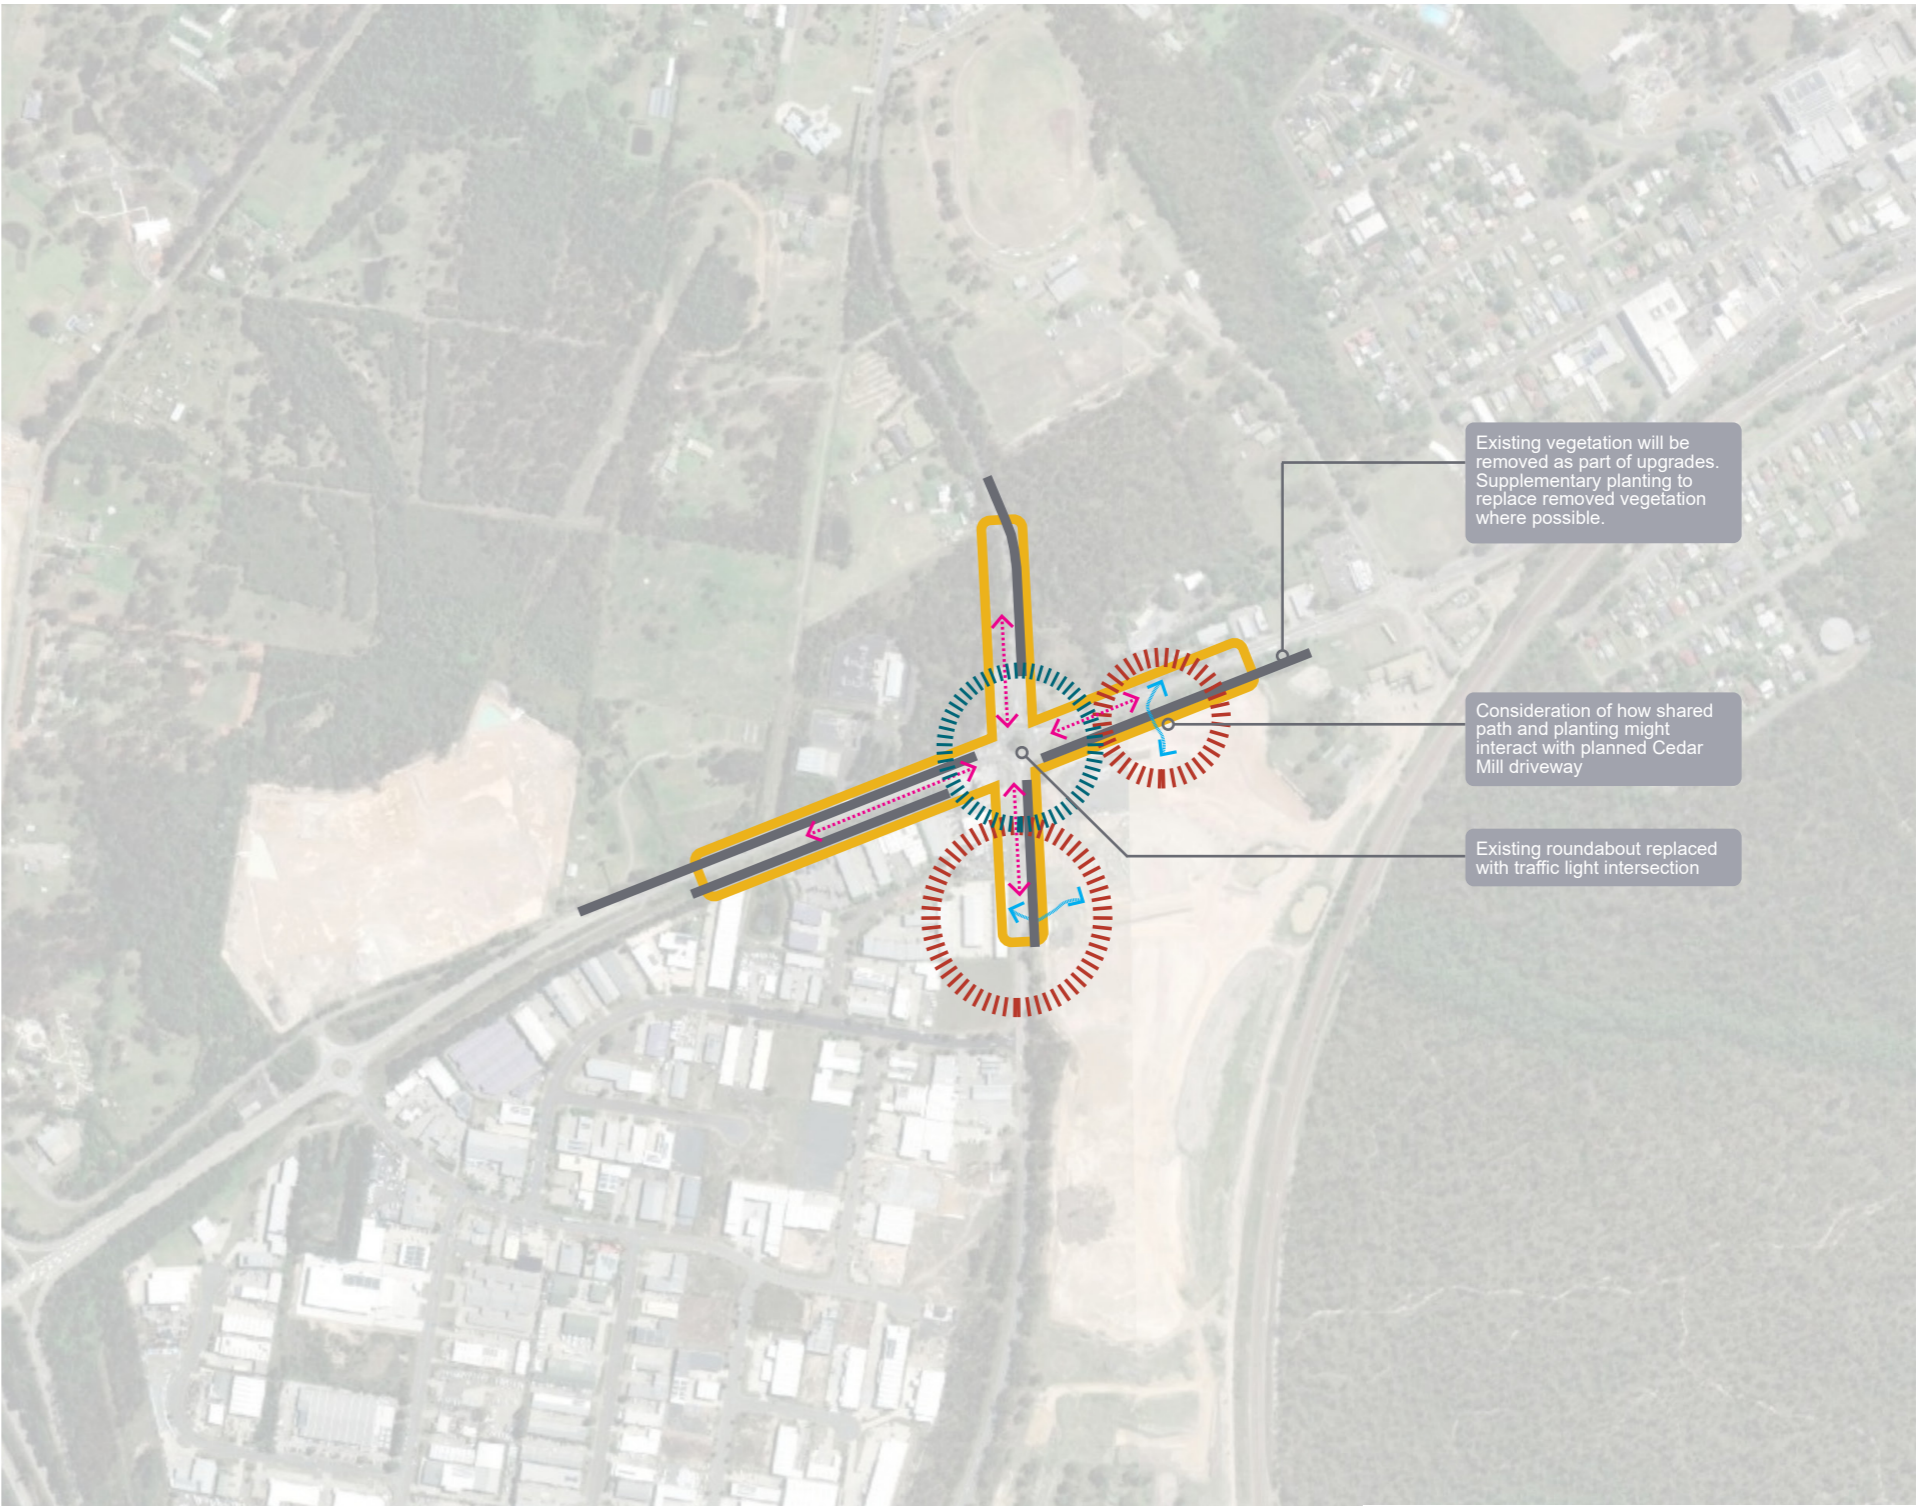 Existing vegetation will be
removed as part of upgrades.
Supplementary planting to
replace removed vegetation
where possible.
Consideration of how shared
path and planting might
interact with planned Cedar
Mill driveway
Existing roundabout replaced
with traffic light intersection